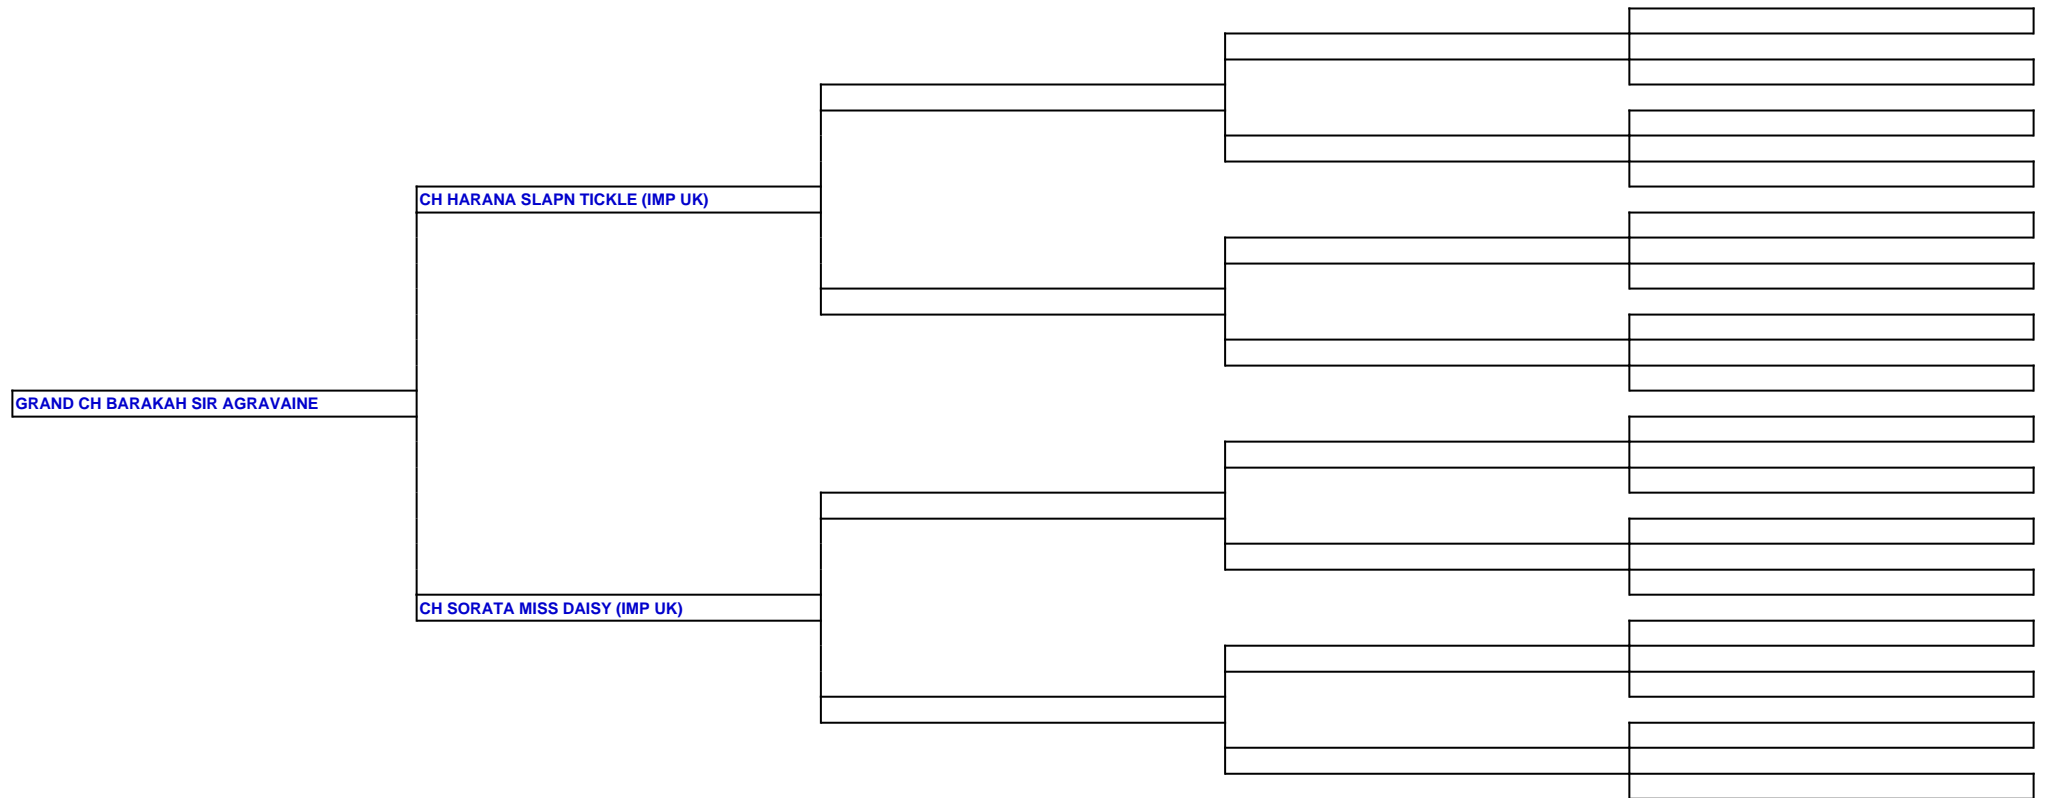 CH HARANA SLAPN TICKLE (IMP UK)
GRAND CH BARAKAH SIR AGRAVAINE
CH SORATA MISS DAISY (IMP UK)